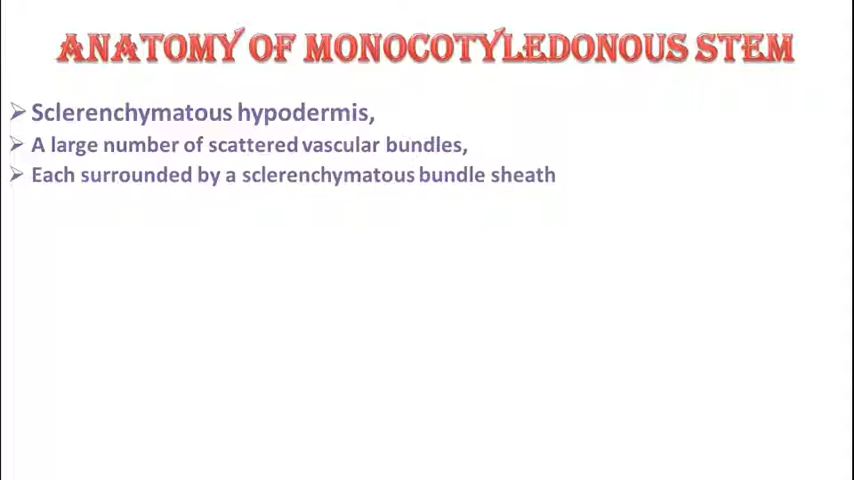 ANATOMY OF MONOCOTYLEDONOUS STEM
➢ Sclerenchymatous hypodermis,
➢ A large number of scattered vascular bundles,
➢ Each surrounded by a sclerenchymatous bundle sheath